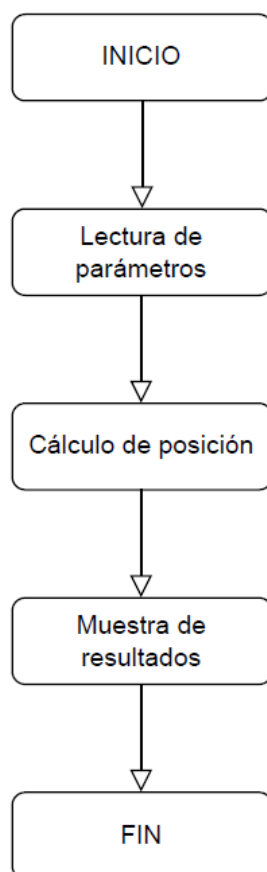 INICIO
Lectura de
parámetros
Cálculo de posición
Muestra de
resultados
FIN